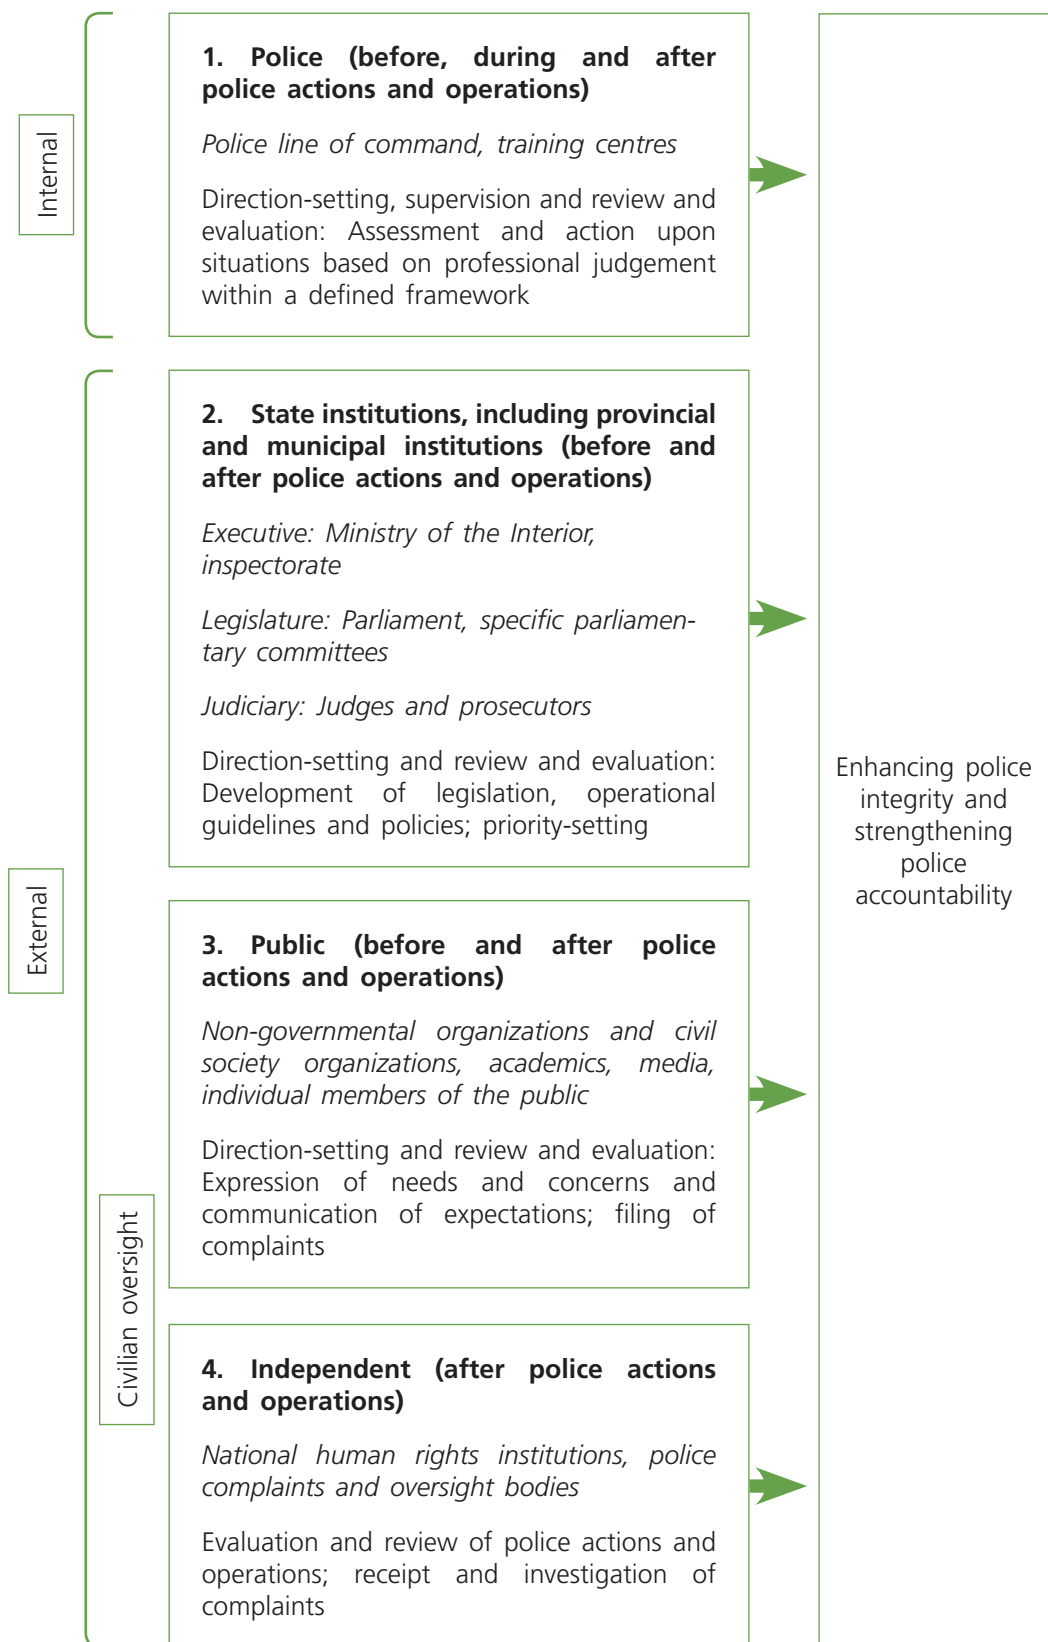 Internal
1. Police (before, during and after
police actions and operations)
Police line of command, training centres
Direction-setting, supervision and review and
evaluation: Assessment and action upon
situations based on professional judgement
within a defined framework
External
2. State institutions, including provincial
and municipal institutions (before and
after police actions and operations)
Executive: Ministry of the Interior,
inspectorate
Legislature: Parliament, specific parliamen-
tary committees
Judiciary: Judges and prosecutors
Direction-setting and review and evaluation:
Development of legislation, operational
guidelines and policies; priority-setting
Civilian oversight
3. Public (before and after police
actions and operations)
Non-governmental organizations and civil
society organizations, academics, media,
individual members of the public
Direction-setting and review and evaluation:
Expression of needs and concerns and
communication of expectations; filing of
complaints
4. Independent (after police actions
and operations)
National human rights institutions, police
complaints and oversight bodies
Evaluation and review of police actions and
operations; receipt and investigation of
complaints
Enhancing police
integrity and
strengthening
police
accountability